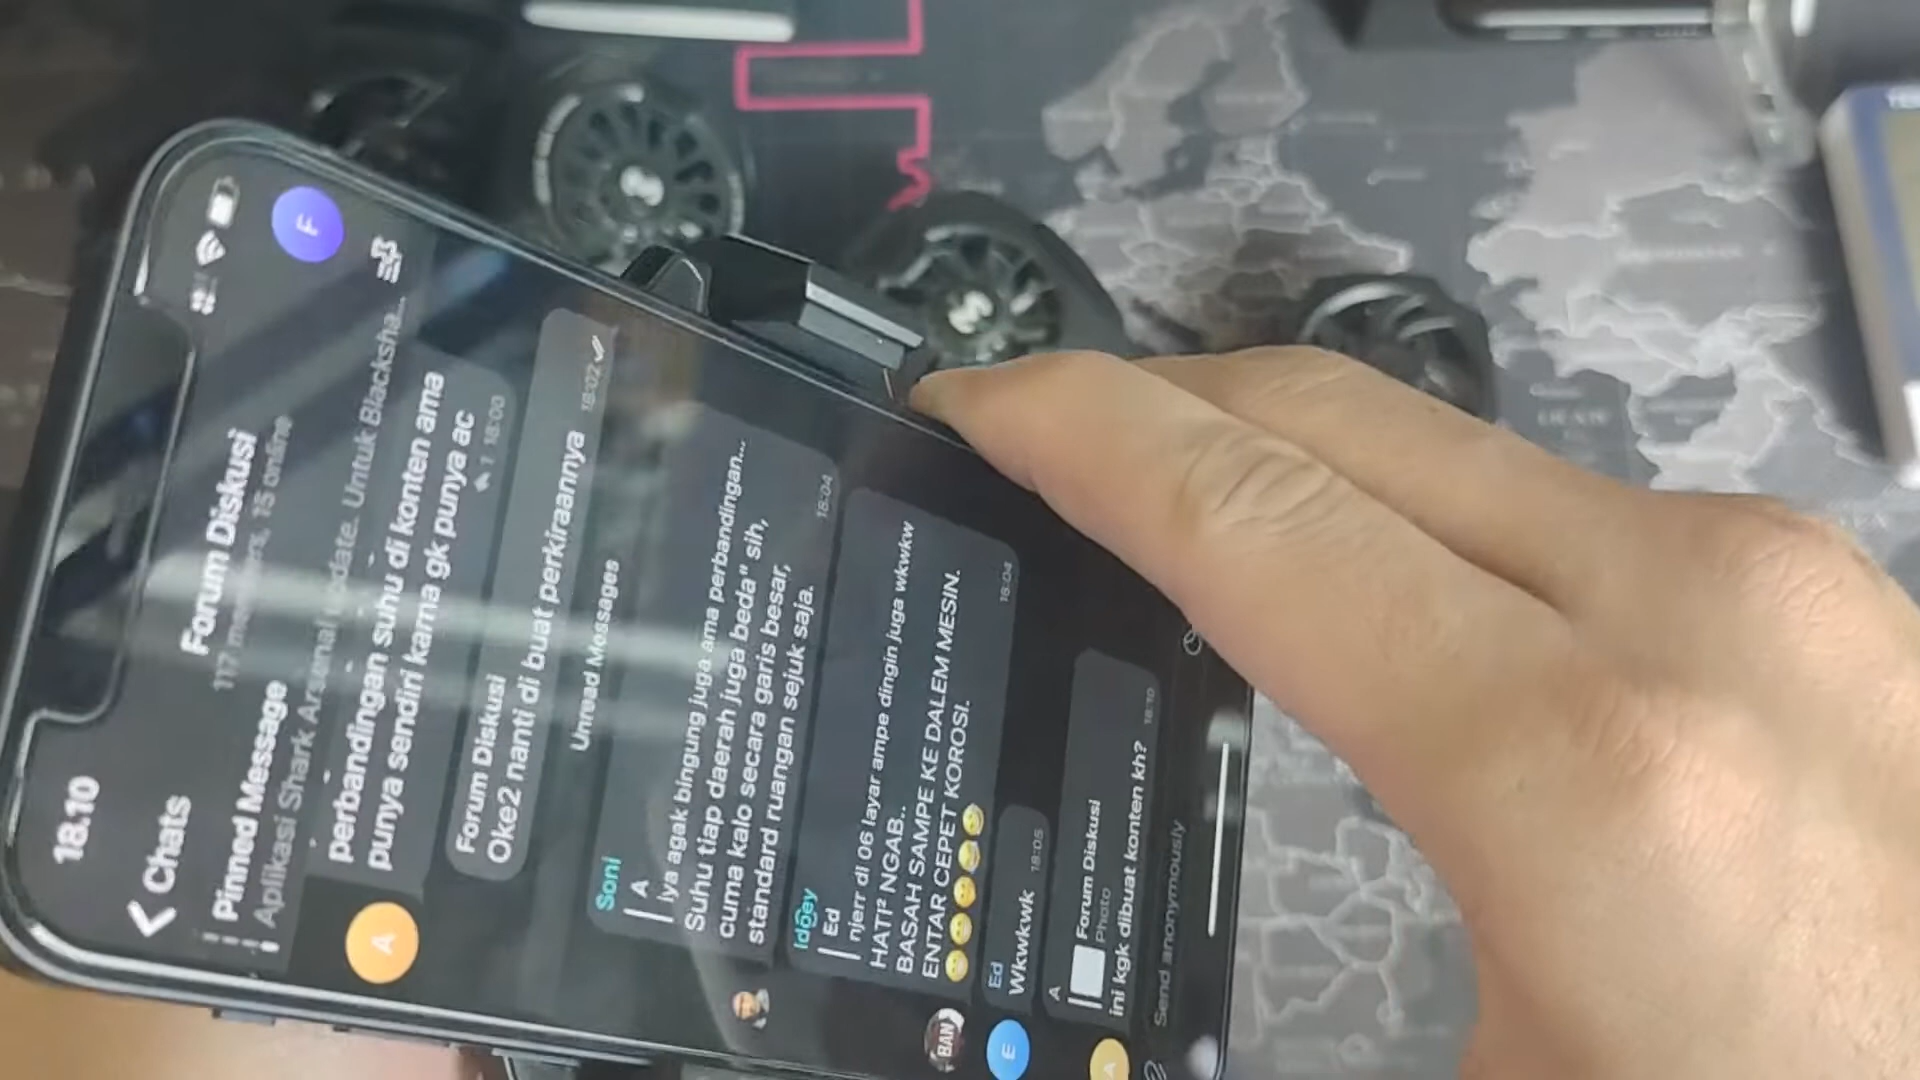 18.10
Chats
Forum Diskusi
117 members, 15 online
F
Pinned Message
Aplikasi Shark Arsenal update. Untuk Blacksha...
perbandingan suhu di konten ama
punya sendiri karna gk punya ac
18:00
A
Forum Diskusi
Oke2 nanti di buat perkiraannya
18:02
Unread Messages
Soni
A
Iya agak bingung juga ama perbandingan...
Suhu tiap daerah juga beda" sih,
cuma kalo secara garis besar,
standard ruangan sejuk saja.
18:04
Idoey
Ed
njerr di 06 layar ampe dingin juga wkwkw
HATI² NGAB..
BASAH SAMPE KE DALEM MESIN.
ENTAR CEPET KOROSI.
18:04
BAN
Ed
Wkwkwk
18:05
E
A
Forum Diskusi
Photo
ini kgk dibuat konten kh?
18:10
A
Send anonymously